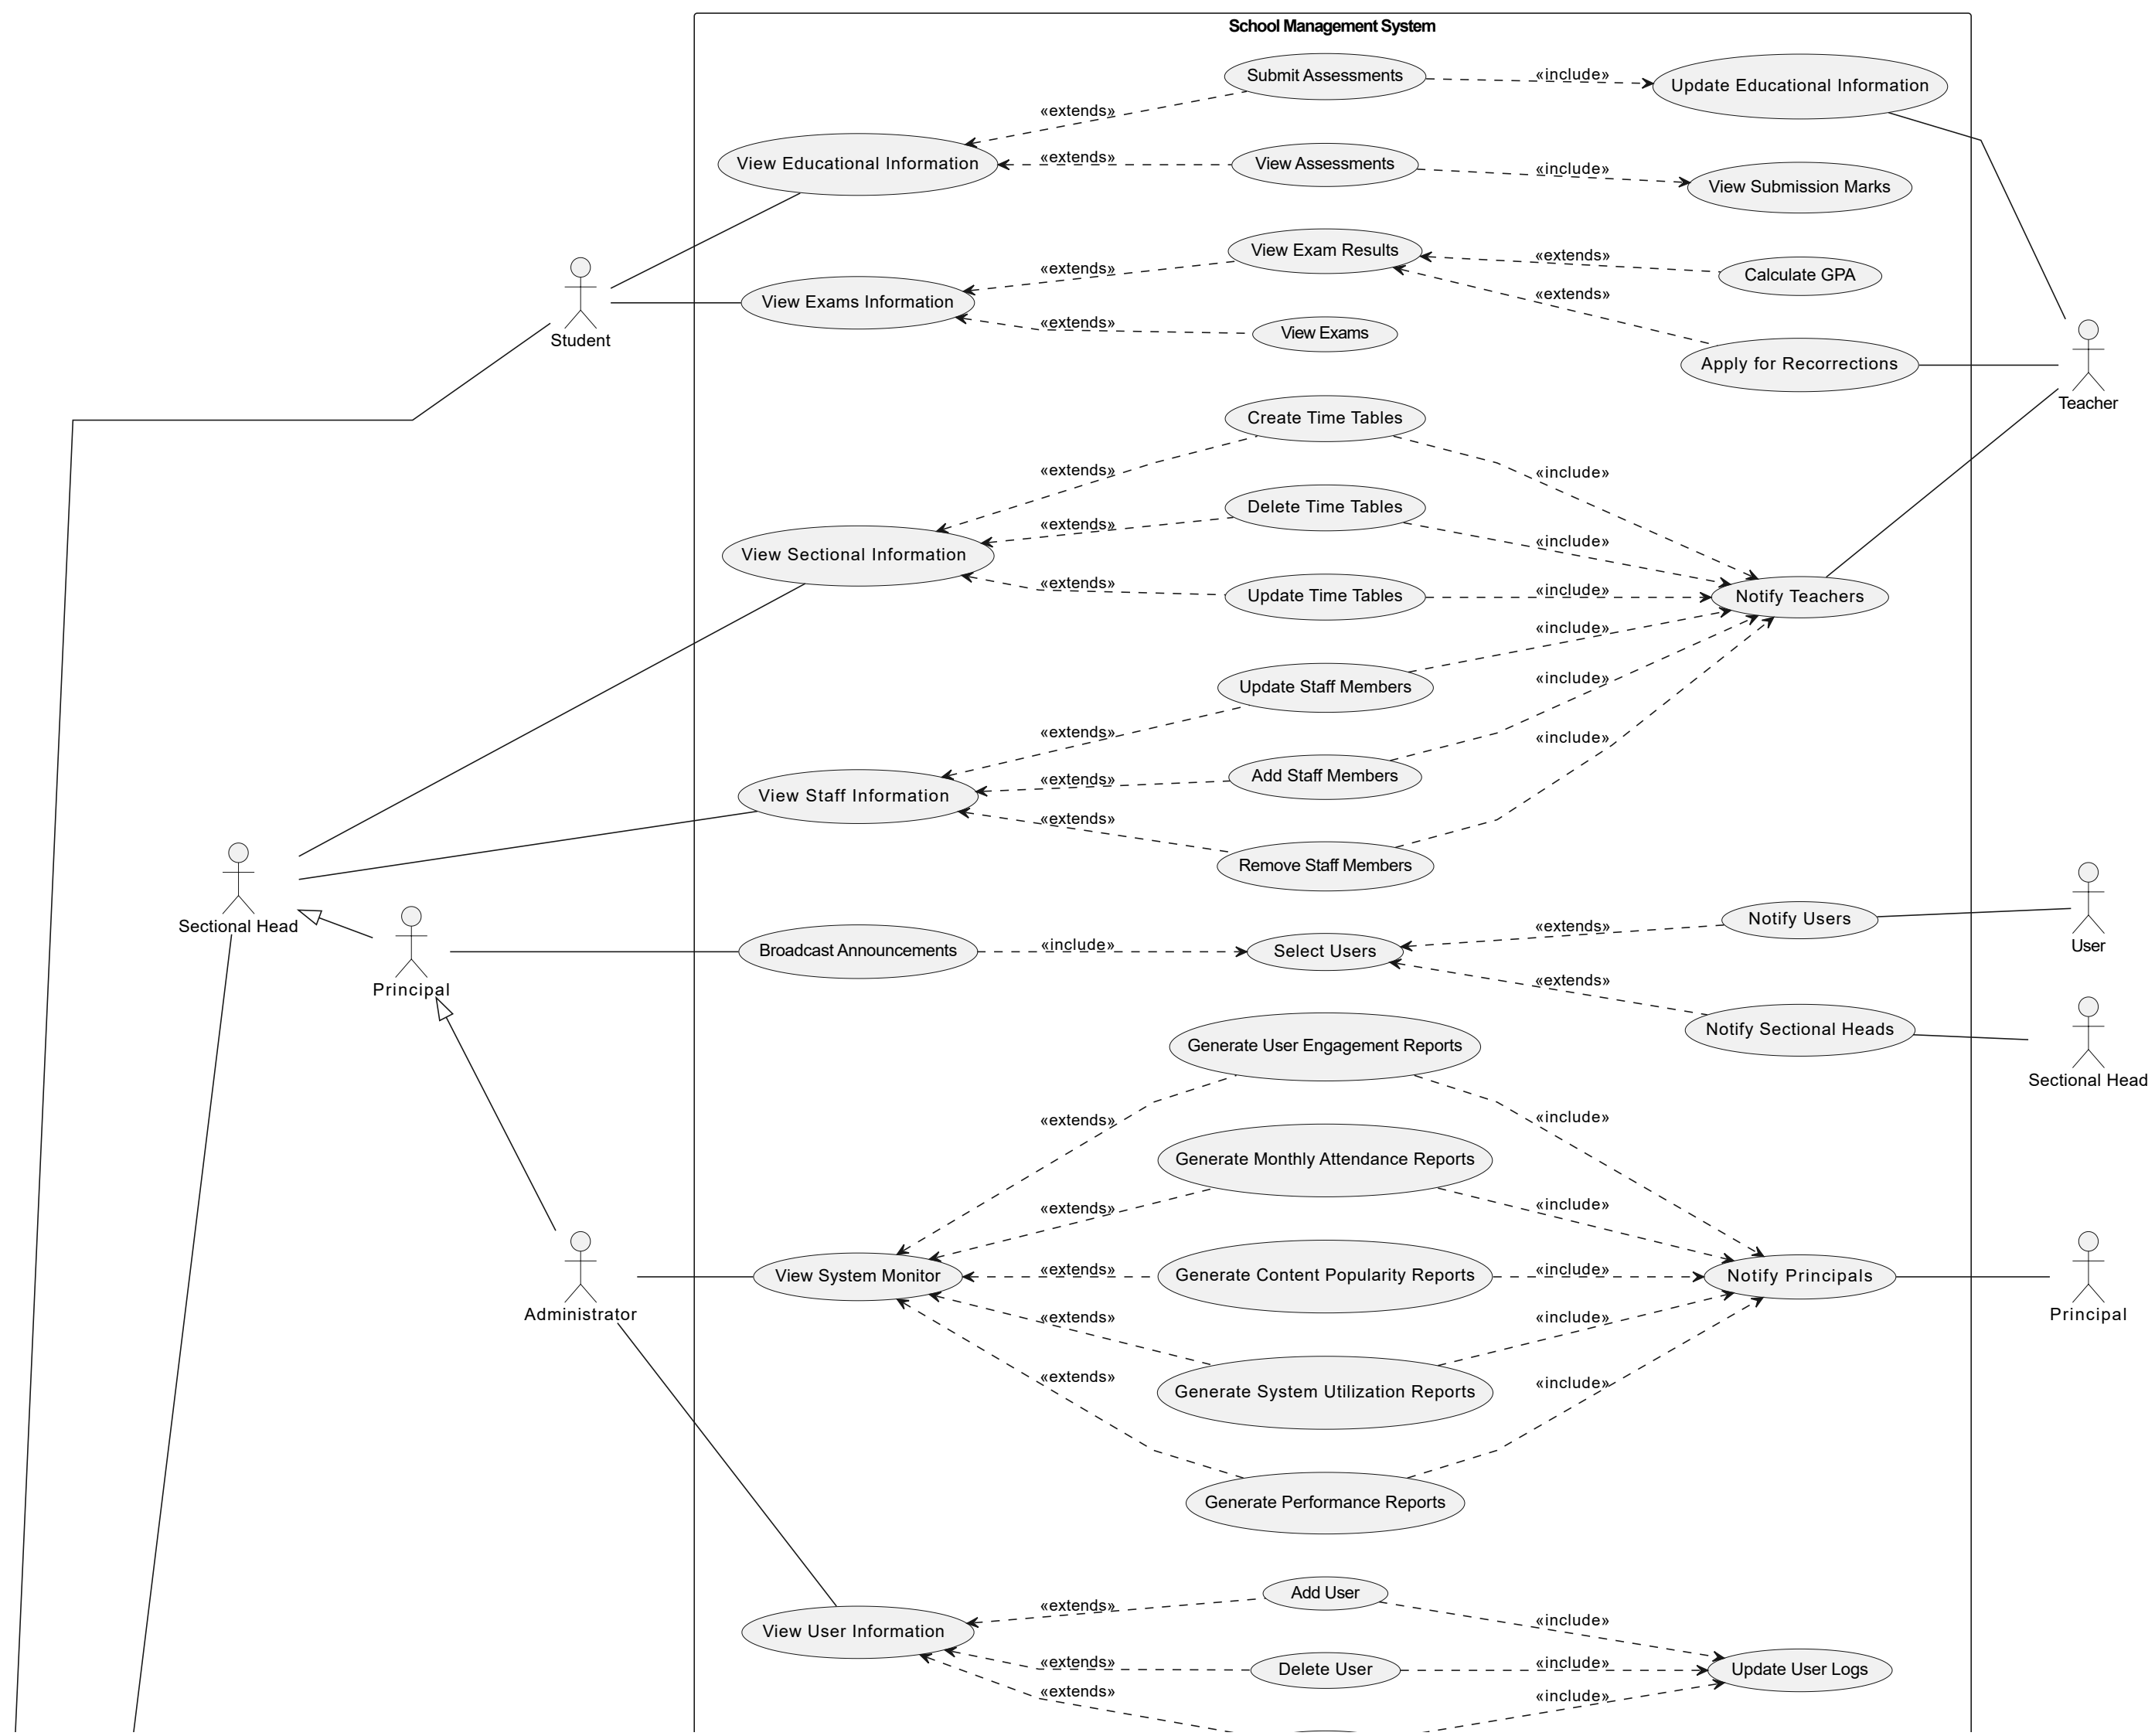 School Management System
Submit Assessments
«include»
Update Educational Information
«extends»
View Educational Information
«extends»
View Assessments
«include»
View Submission Marks
View Exam Results
«extends»
Calculate GPA
«extends»
View Exams Information
«extends»
«extends»
View Exams
Student
Apply for Recorrections
Teacher
Create Time Tables
«extends»
«include»
Delete Time Tables
«extends»
«include»
View Sectional Information
«extends»
Update Time Tables
«include»
Notify Teachers
«include»
Update Staff Members
«include»
«extends»
«include»
Add Staff Members
«extends»
View Staff Information
«extends»
Remove Staff Members
Sectional Head
Principal
Broadcast Announcements
«include»
Select Users
«extends»
Notify Users
User
«extends»
Notify Sectional Heads
Sectional Head
Generate User Engagement Reports
«extends»
«include»
Generate Monthly Attendance Reports
«extends»
«include»
Administrator
View System Monitor
«extends»
Generate Content Popularity Reports
«include»
Notify Principals
Principal
«extends»
«include»
Generate System Utilization Reports
«extends»
«include»
Generate Performance Reports
Add User
«extends»
«include»
View User Information
«extends»
Delete User
«include»
Update User Logs
«extends»
«include»